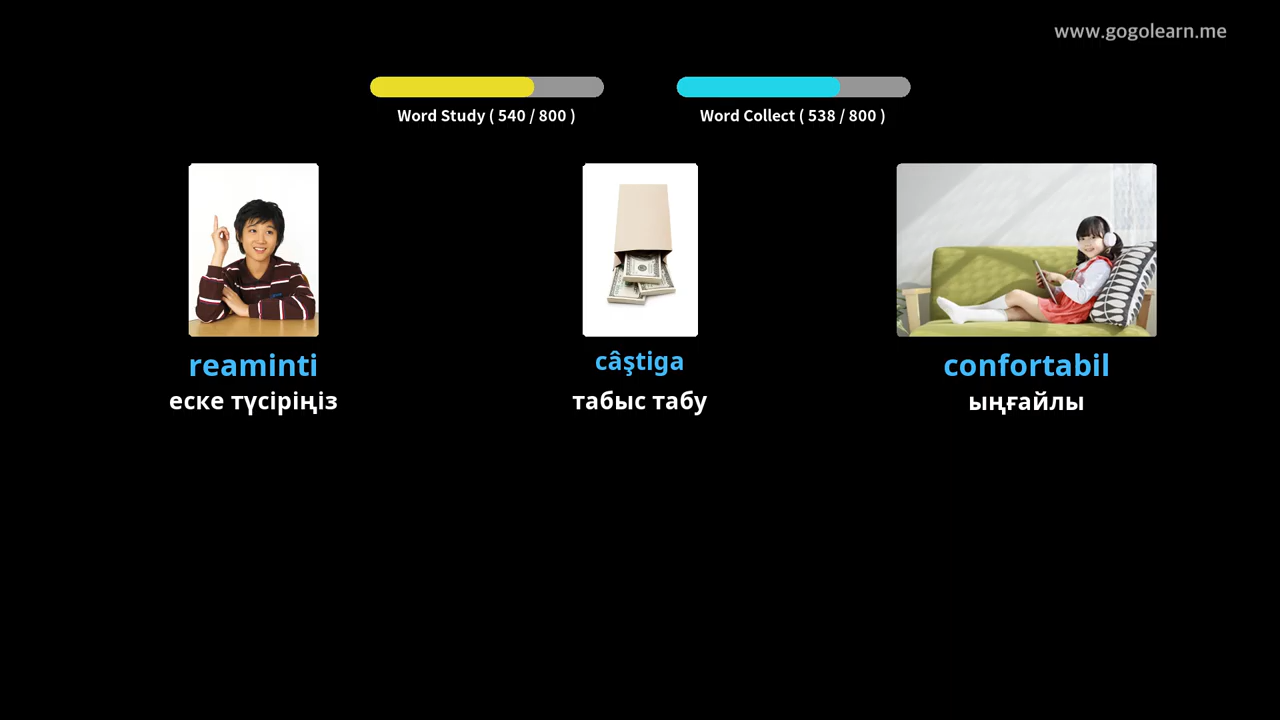 www.gogolearn.me
Word Study ( 540 / 800 )
Word Collect ( 538 / 800 )
reaminti
еске түсіріңіз
câştiga
табыс табу
confortabil
ыңғайлы